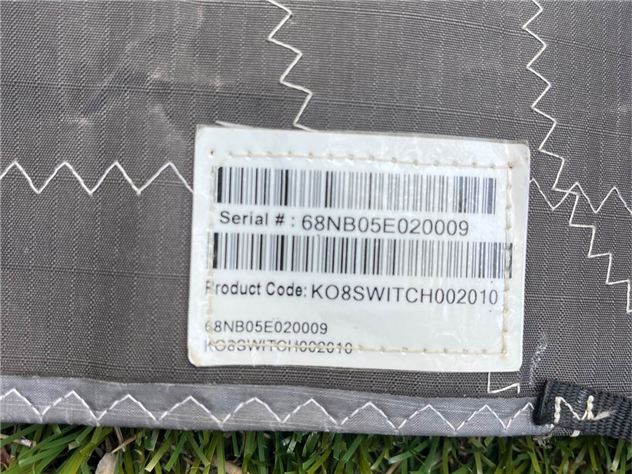 Serial # : 68NB05E020009
Product Code: KO8SWITCH002010
68NB05E020009
KO8SWITCH002010